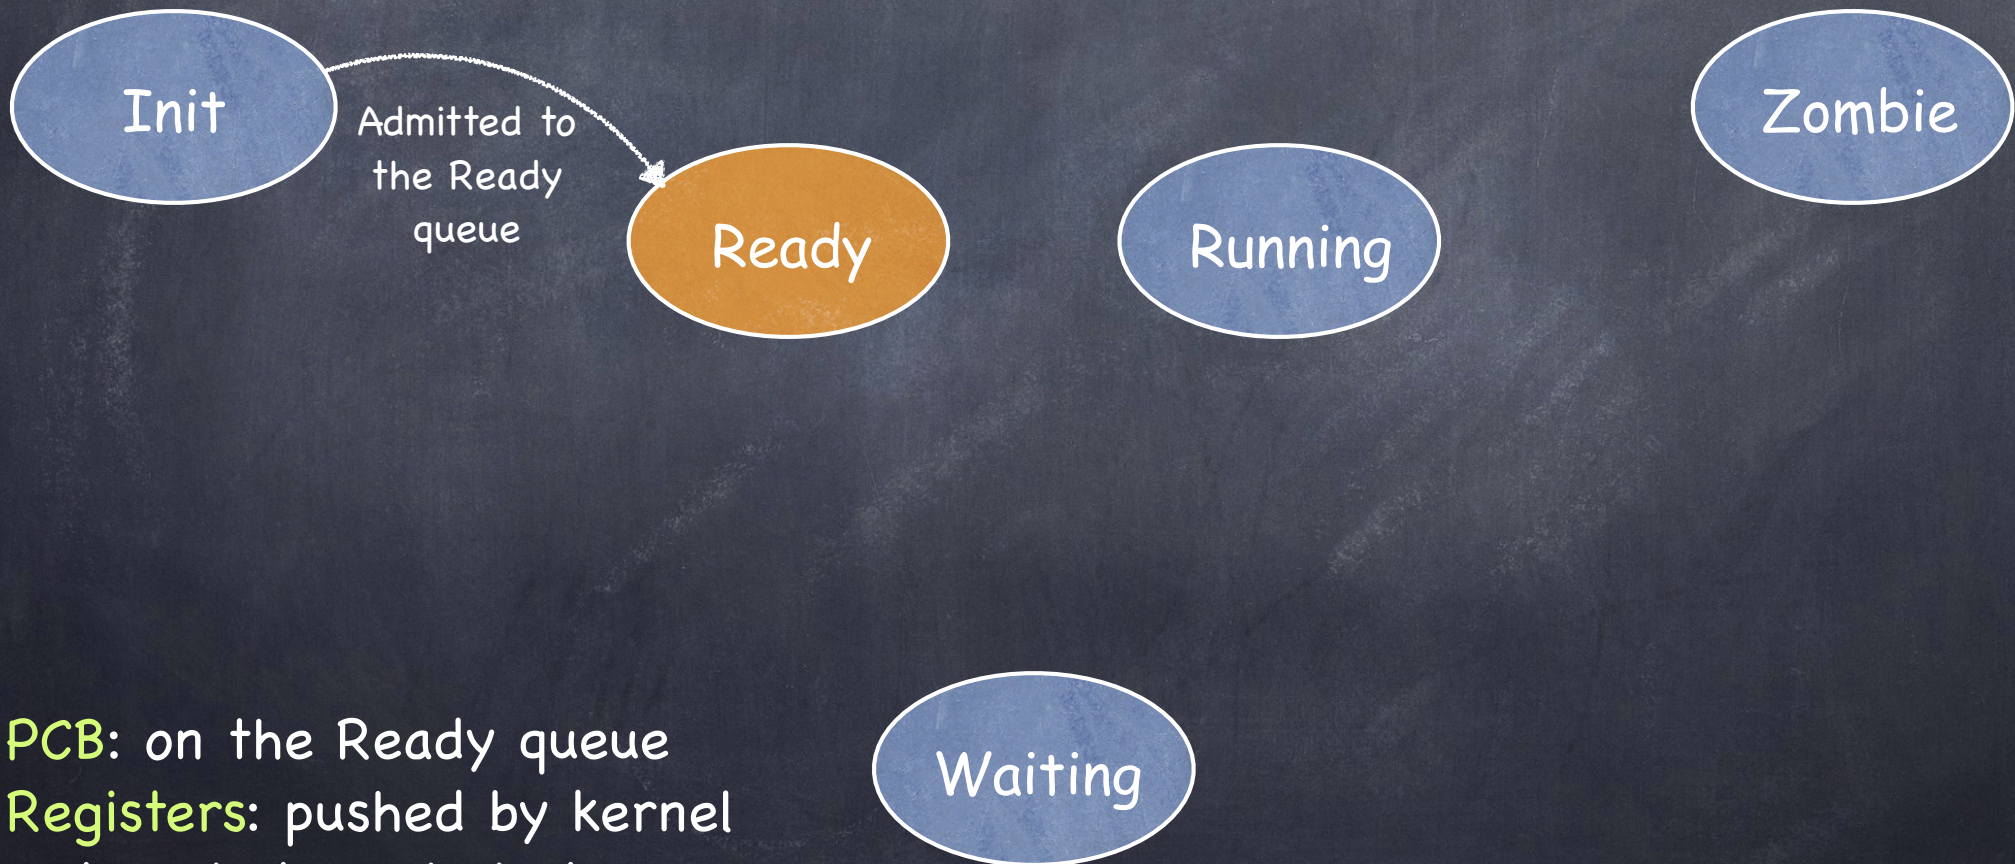 Init
Zombie
Admitted to
the Ready
queue
Ready
Running
PCB: on the Ready queue
Waiting
Registers: pushed by kernel